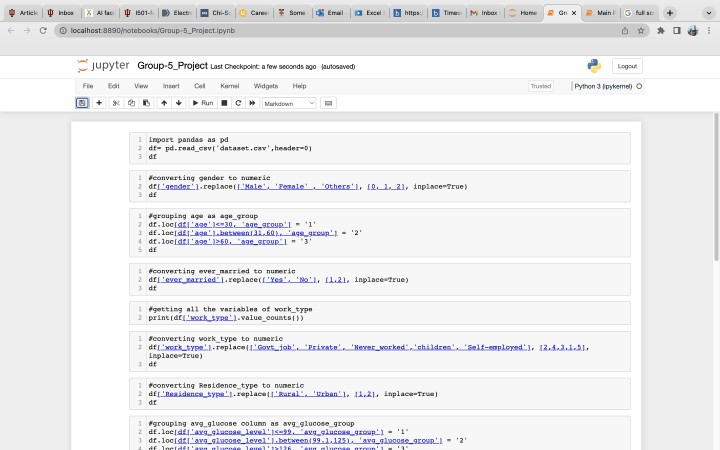 Article
Inbox
AI fac
I501-F
Electr
Chi-S
Caree
Some
Email
Excel
https:
Times
Inbox
Home
Gr
Main F
full sc
localhost:8890/notebooks/Group-5_Project.ipynb
jupyter Group-5_Project Last Checkpoint: a few seconds ago (autosaved)
Logout
File Edit View Insert Cell Kernel Widgets Help
Trusted
Python 3 (ipykernel)
Run
Markdown
1 import pandas as pd
2 df= pd.read_csv('dataset.csv',header=0)
3 df
1 #converting gender to numeric
2 df['gender'].replace(['Male', 'Female' , 'Others'], [0, 1, 2], inplace=True)
3 df
1 #grouping age as age_group
2 df.loc[df['age']<=30, 'age_group'] = '1'
3 df.loc[df['age'].between(31,60), 'age_group'] = '2'
4 df.loc[df['age']>60, 'age_group'] = '3'
5 df
1 #converting ever_married to numeric
2 df['ever_married'].replace(['Yes', 'No'], [1,2], inplace=True)
3 df
1 #getting all the variables of work_type
2 print(df['work_type'].value_counts())
1 #converting work_type to numeric
2 df['work_type'].replace(['Govt_job', 'Private', 'Never_worked','children', 'Self-employed'], [2,4,3,1,5],
inplace=True)
3 df
1 #converting Residence_type to numeric
2 df['Residence_type'].replace(['Rural', 'Urban'], [1,2], inplace=True)
3 df
1 #grouping avg_glucose column as avg_glucose_group
2 df.loc[df['avg_glucose_level']<=99, 'avg_glucose_group'] = '1'
3 df.loc[df['avg_glucose_level'].between(99.1,125), 'avg_glucose_group'] = '2'
4 df.loc[df['avg_glucose_level']>126, 'avg_glucose_group'] = '3'